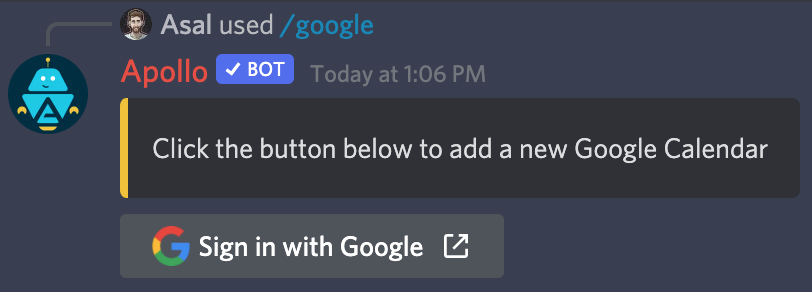 Asal used /google
Apollo ✓ BOT Today at 1:06 PM
Click the button below to add a new Google Calendar
Sign in with Google